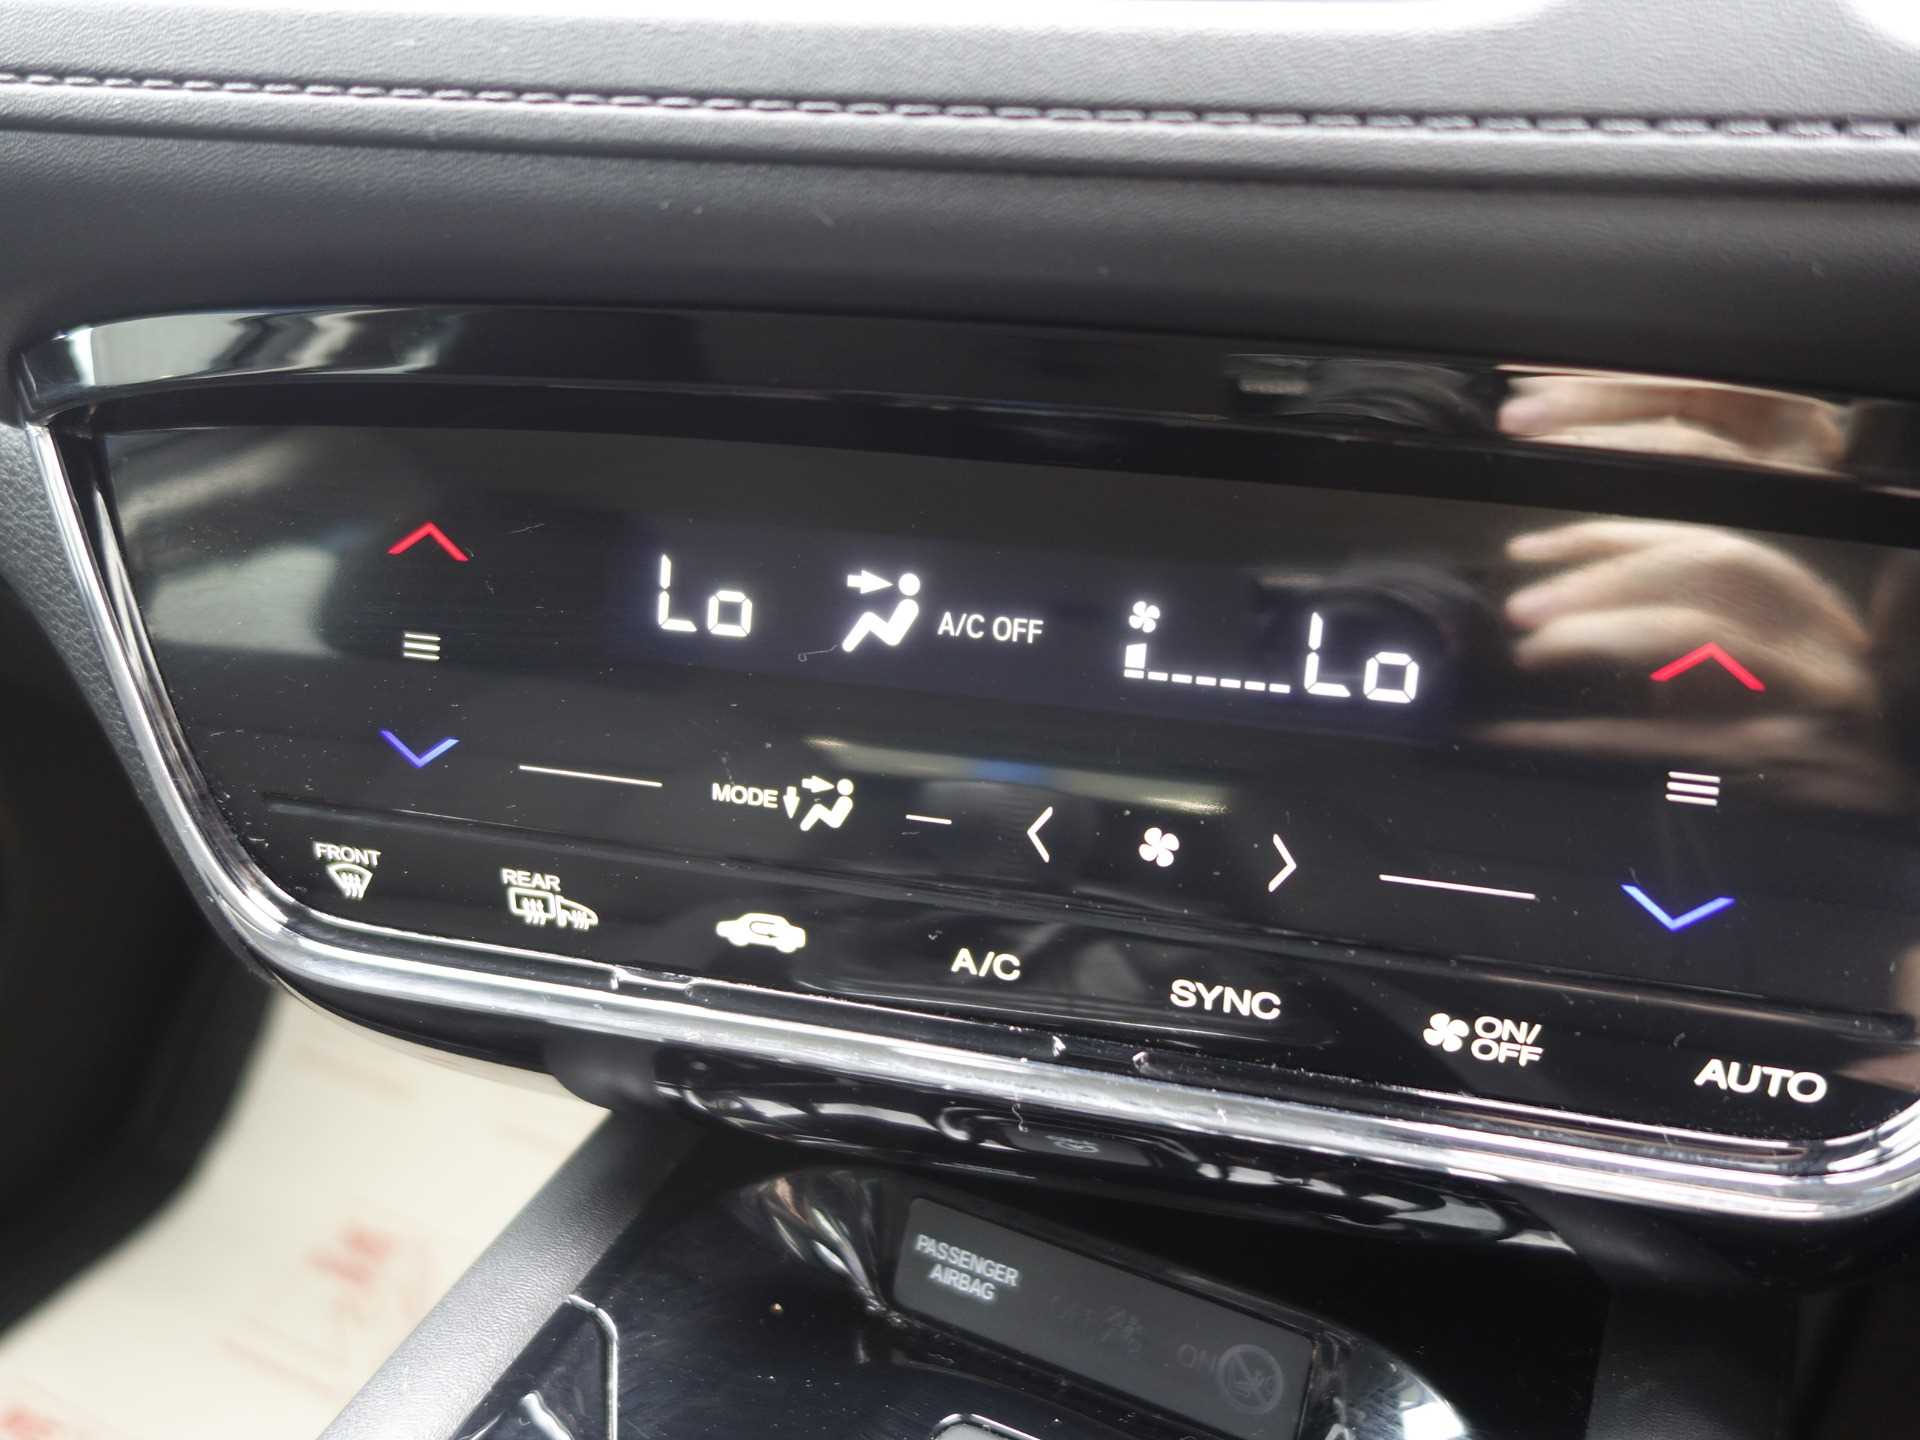 Lo
A/C OFF
Lo
MODE
FRONT
REAR
A/C
SYNC
ON/
OFF
AUTO
PASSENGER
AIRBAG
ON